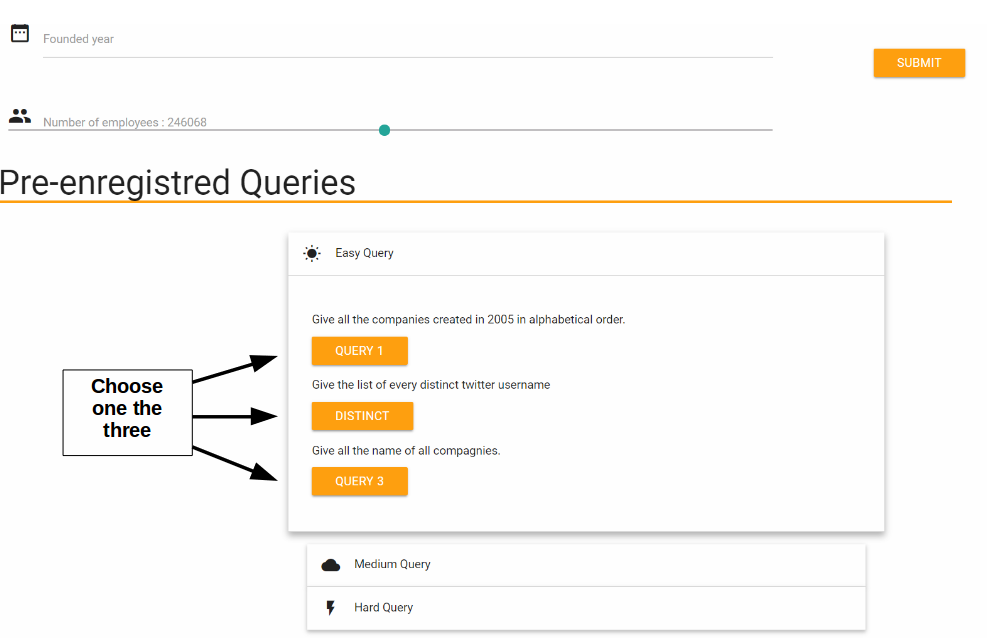 Founded year
SUBMIT
Number of employees : 246068
Pre-enregistred Queries
Easy Query
Give all the companies created in 2005 in alphabetical order.
QUERY 1
Give the list of every distinct twitter username
DISTINCT
Give all the name of all compagnies.
QUERY 3
Choose
one the
three
Medium Query
Hard Query